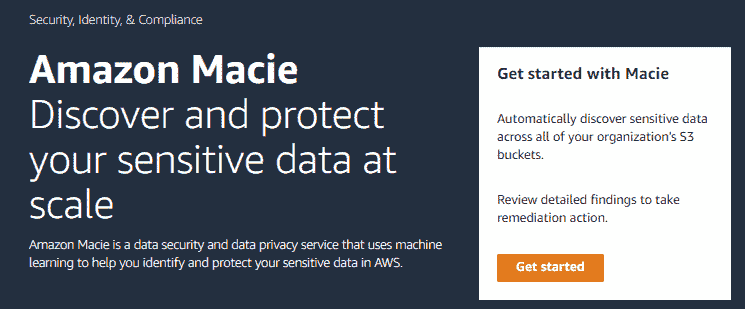 Security, Identity, & Compliance
Amazon Macie
Discover and protect
your sensitive data at
scale
Amazon Macie is a data security and data privacy service that uses machine
learning to help you identify and protect your sensitive data in AWS.
Get started with Macie
Automatically discover sensitive data
across all of your organization's S3
buckets.
Review detailed findings to take
remediation action.
Get started